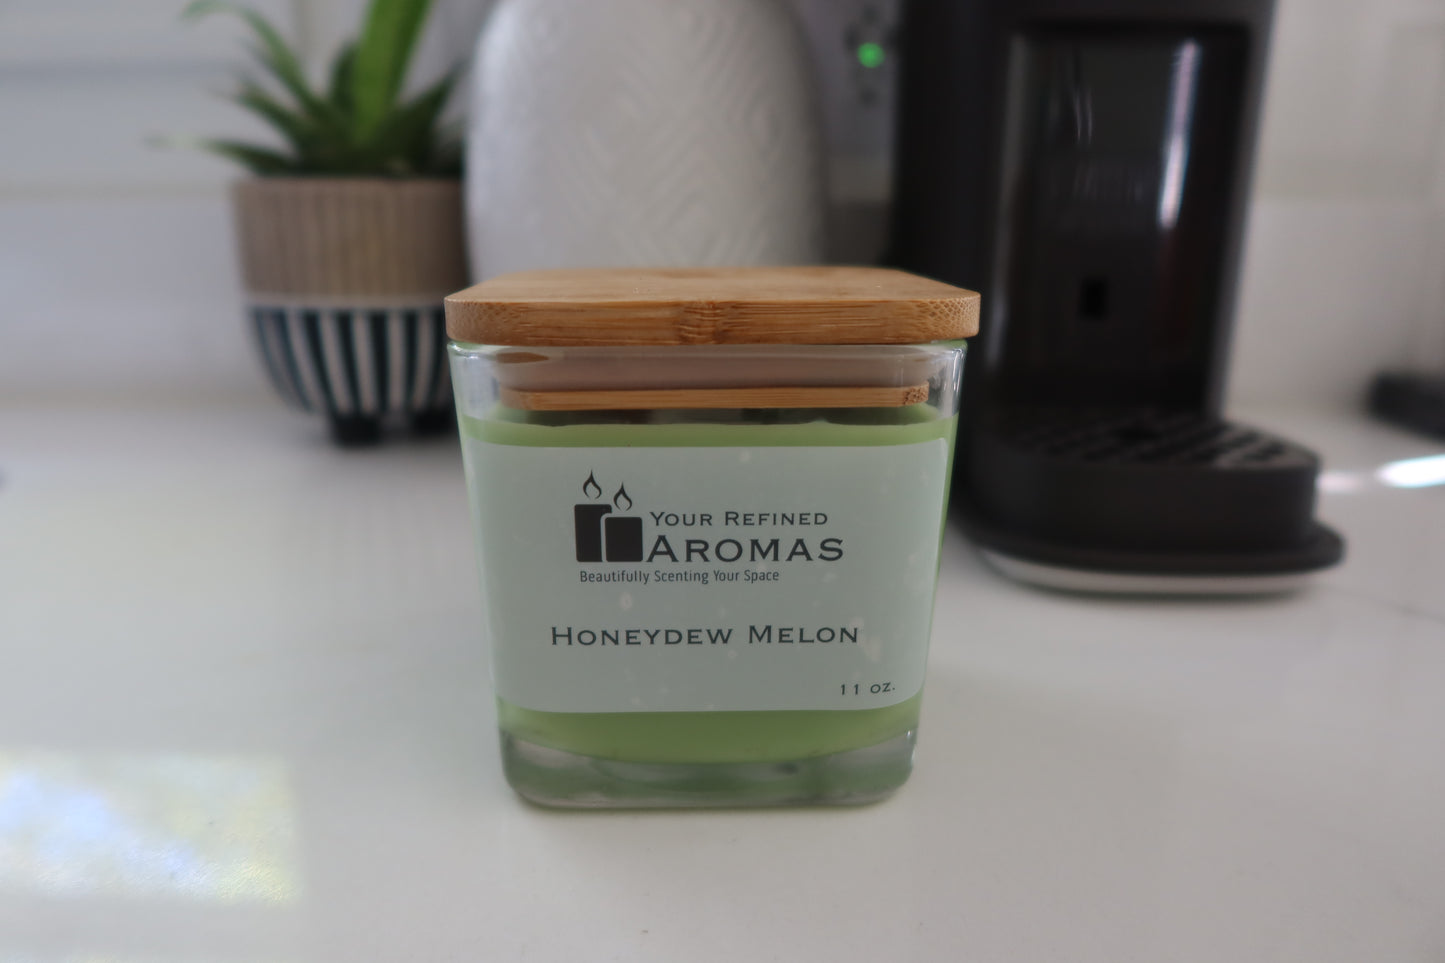 Your Refined
Aromas
Beautifully Scenting Your Space
Honeydew Melon
11 oz.